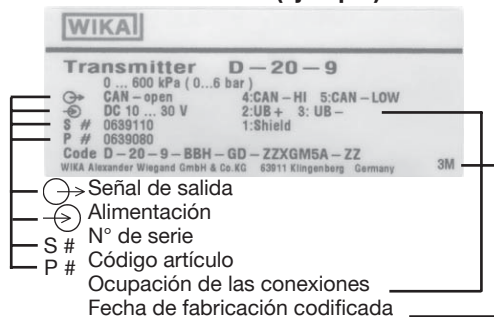 WIKA
Transmitter D-20-9
0 ... 600 kPa ( 0...6 bar )
CAN-open 4:CAN-HI 5:CAN-LOW
DC 10 ... 30 V 2:UB+ 3: UB-
S # 0639110 1:Shield
P # 0639080
Code D-20-9-BBH-GD-ZZXGM5A-ZZ
WIKA Alexander Wiegand GmbH & Co.KG 63911 Klingenberg Germany 3M
Señal de salida
Alimentación
S # N° de serie
P # Código artículo
Ocupación de las conexiones
Fecha de fabricación codificada